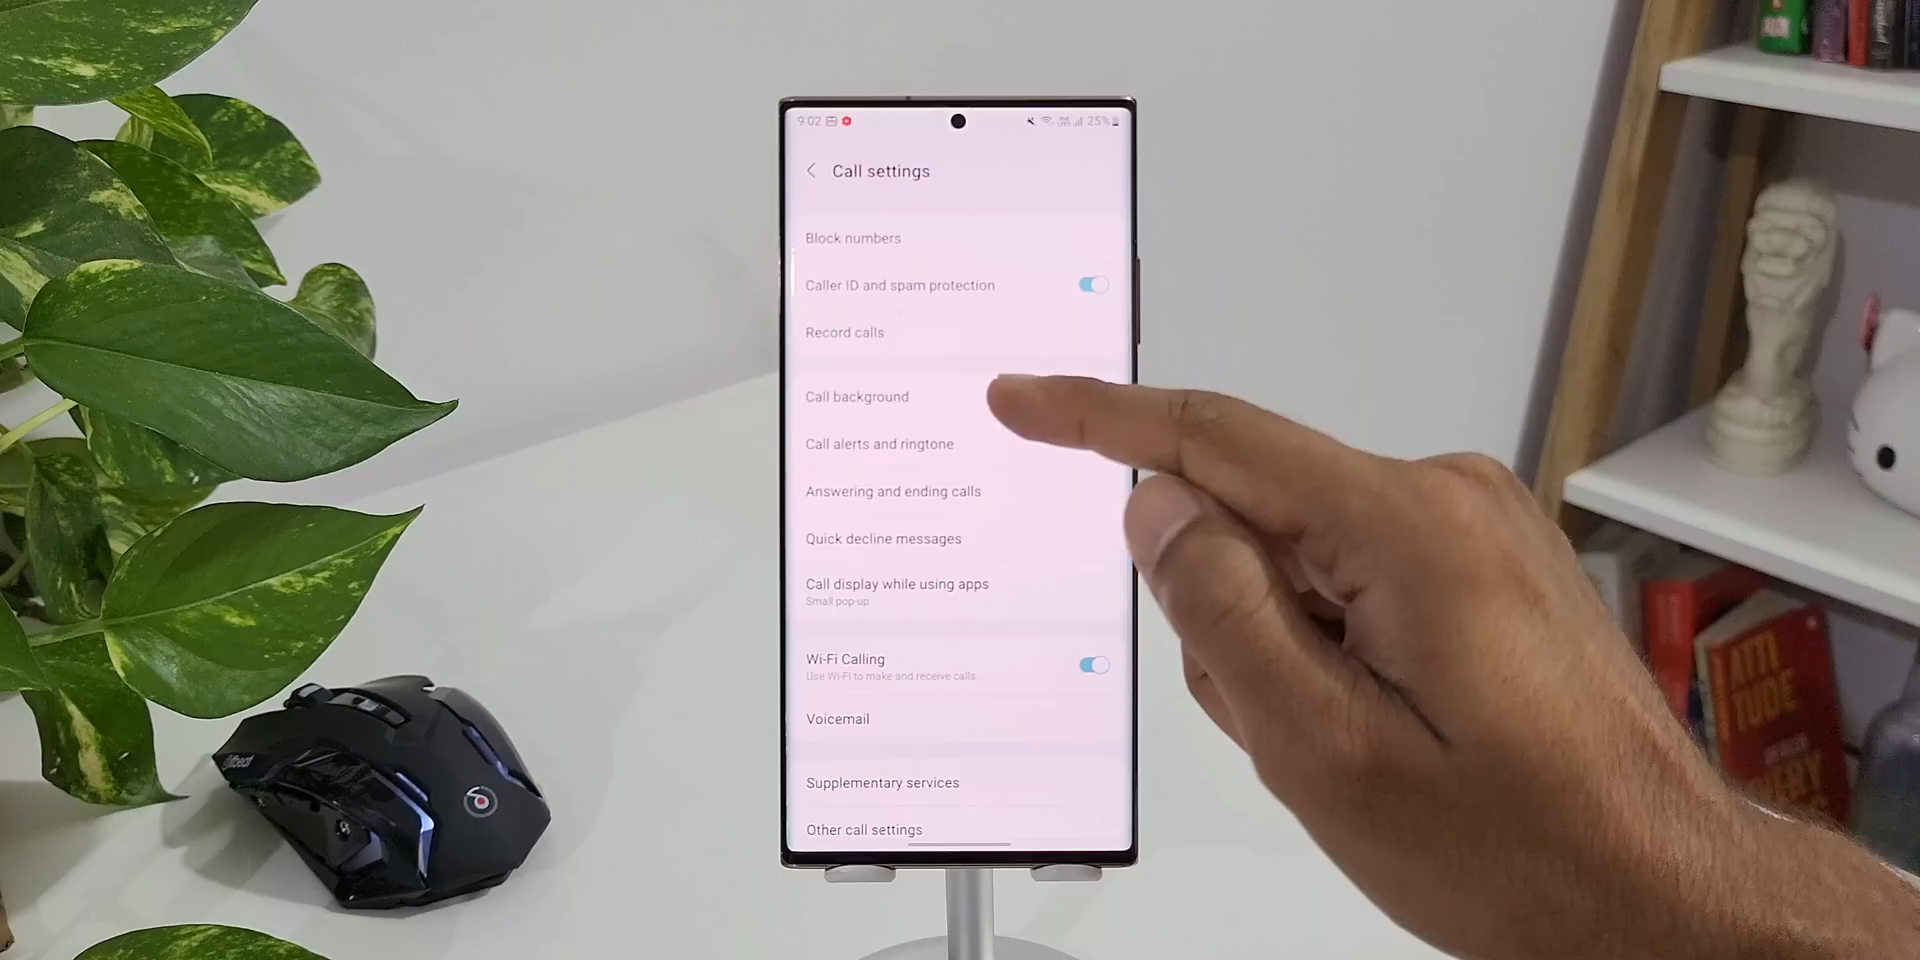 9:02
25%
Call settings
Block numbers
Caller ID and spam protection
Record calls
Call background
Call alerts and ringtone
Answering and ending calls
Quick decline messages
Call display while using apps
Small pop-up
Wi-Fi Calling
Use Wi-Fi to make and receive calls.
Voicemail
Supplementary services
Other call settings
ATTI
TUDE